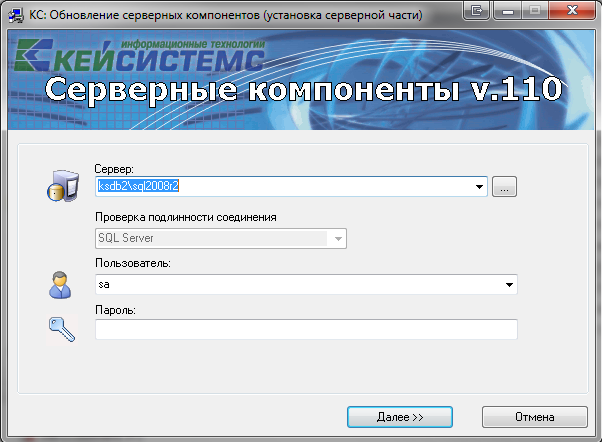 КС: Обновление серверных компонентов (установка серверной части)
информационные технологии
КЕЙСИСТЕМС
Серверные компоненты v.110
Сервер:
ksdb2\sql2008r2
...
Проверка подлинности соединения
SQL Server
Пользователь:
sa
Пароль:
Далее >>
Отмена